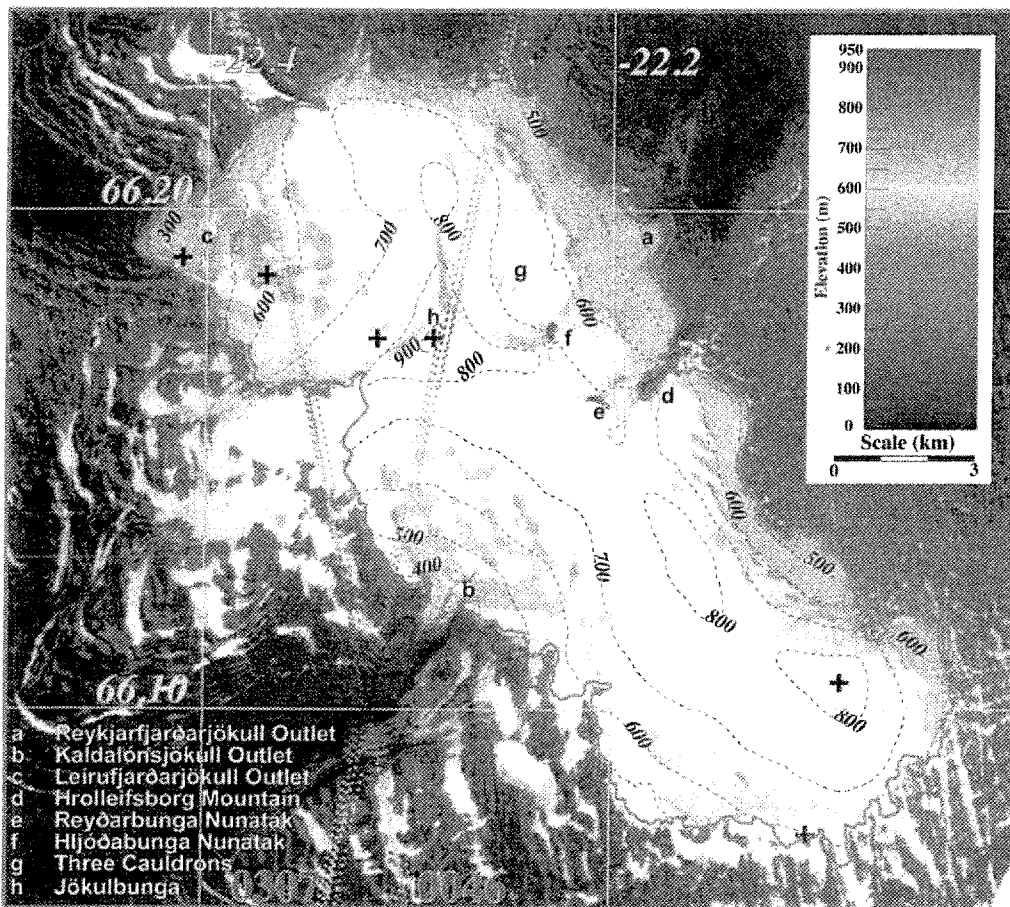 -22.2
950
900
800
700
600
500
400
300
200
100
0
Elevation (m)
Scale (km)
0 3
500
66.20
300
c
800
a
700
g
600
600
h
f
900
800
e
d
600
500
400
500
700
b
800
600
66.10
800
600
a Reykjarfjarðarjökull Outlet
b Kaldalónsjökull Outlet
c Leirufjarðarjökull Outlet
d Hrolleifsborg Mountain
e Reyðarbunga Nunatak
f Hljóðabunga Nunatak
g Three Cauldrons
h Jökulbunga